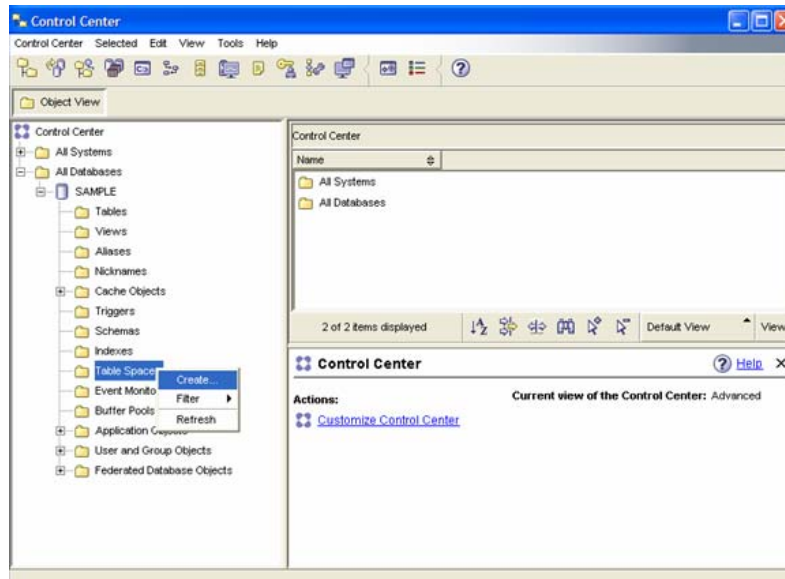 Control Center
Control Center Selected Edit View Tools Help
Object View
Control Center
All Systems
All Databases
SAMPLE
Tables
Views
Aliases
Nicknames
Cache Objects
Triggers
Schemas
Indexes
Table Space
Event Monito
Buffer Pools
Application
User and Group Objects
Federated Database Objects
Create...
Filter
Refresh
Control Center
Name
All Systems
All Databases
2 of 2 items displayed
Default View
View
Control Center
Help
Actions:
Current view of the Control Center: Advanced
Customize Control Center